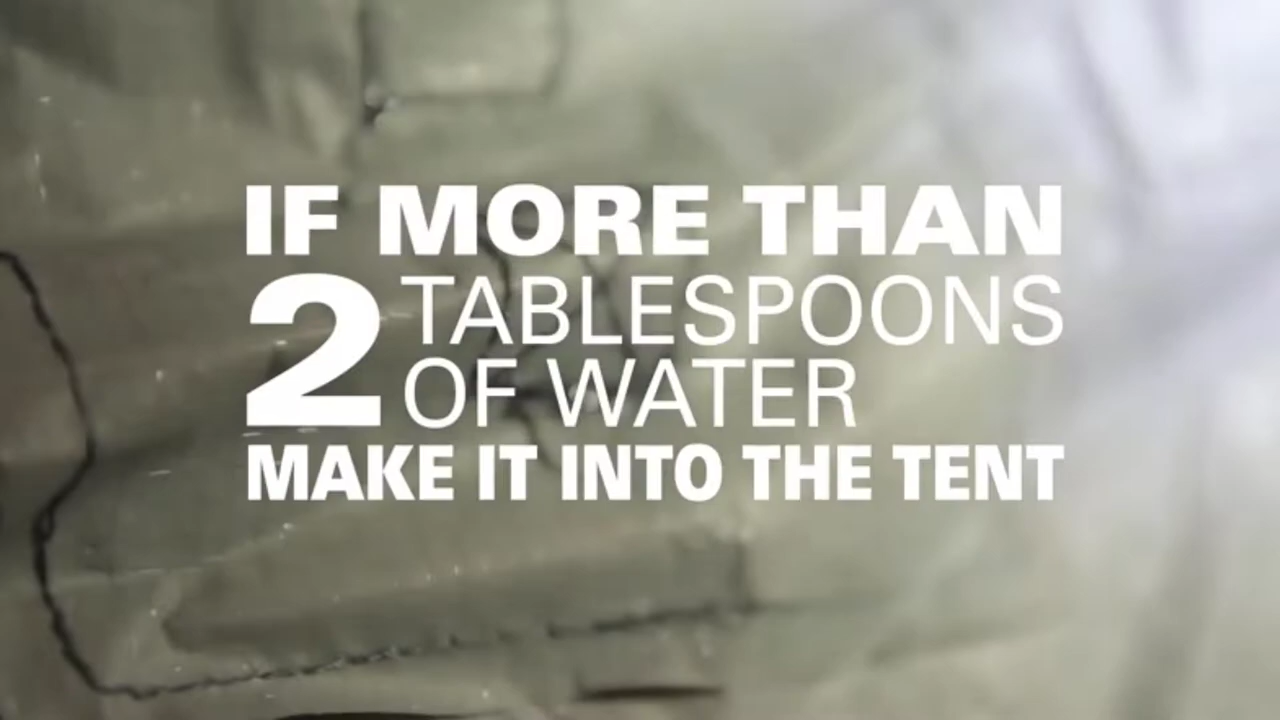 IF MORE THAN
2 TABLESPOONS
OF WATER
MAKE IT INTO THE TENT